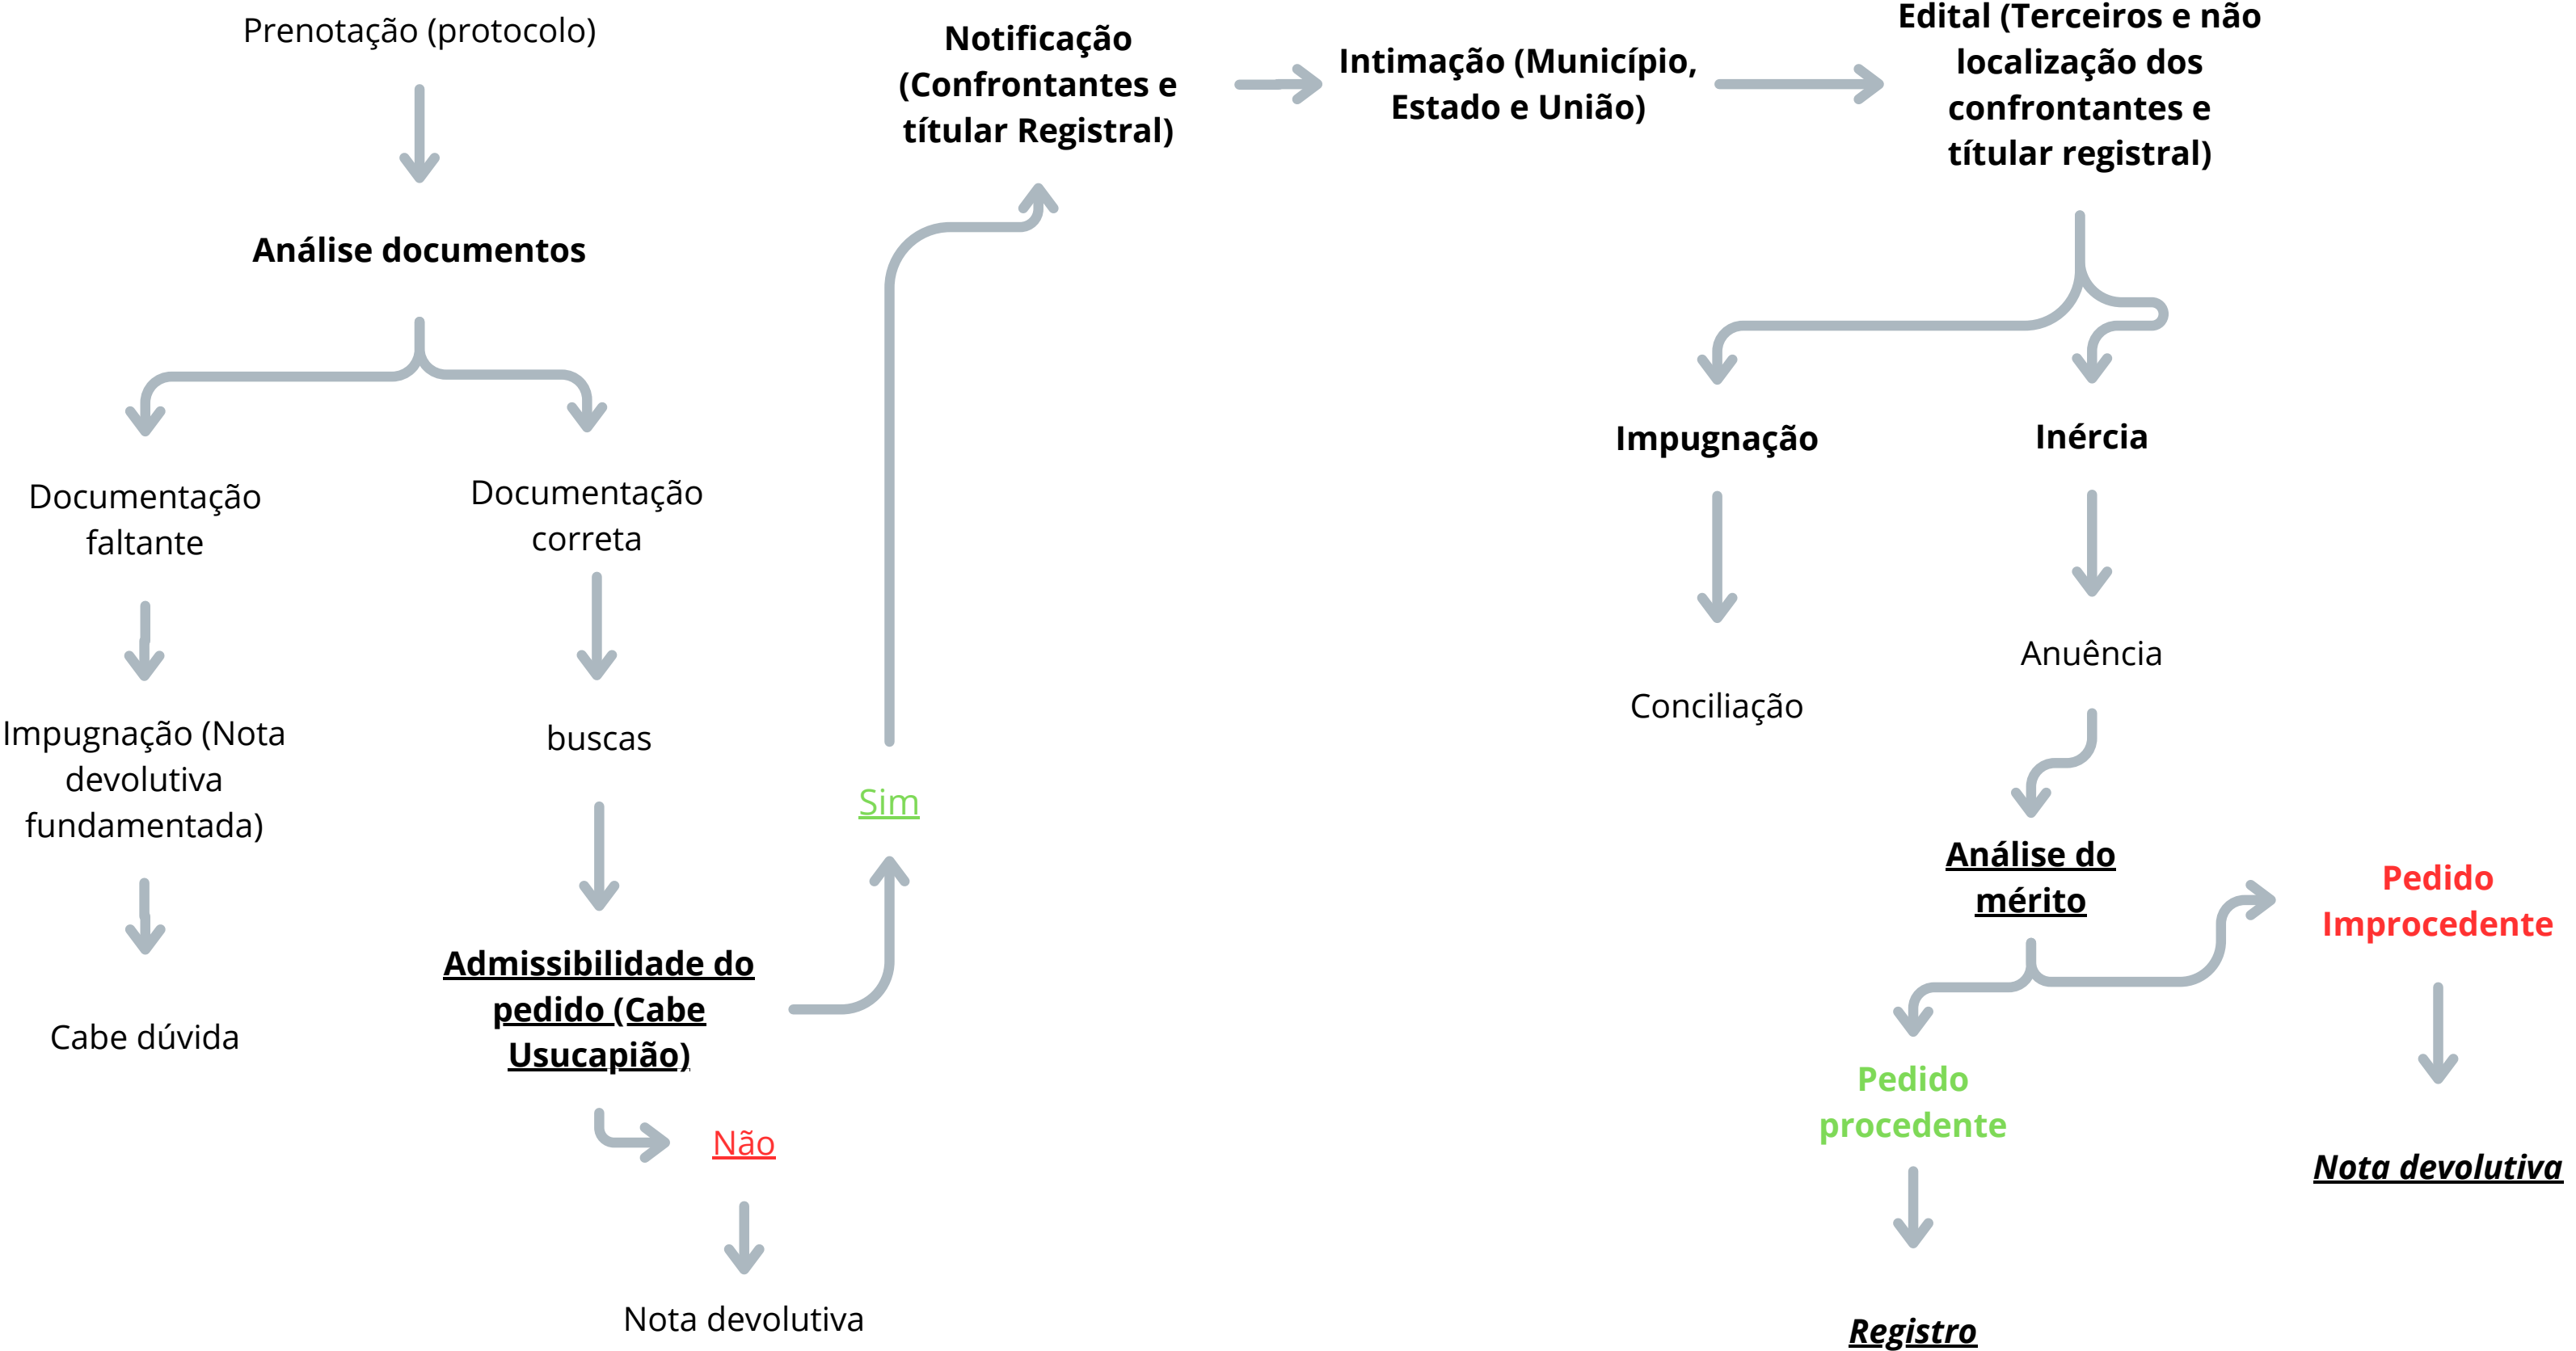 Prenotação (protocolo)
Análise documentos
Documentação
faltante
Impugnação (Nota
devolutiva
fundamentada)
Cabe dúvida
Documentação
correta
buscas
Admissibilidade do
pedido (Cabe
Usucapião)
Não
Nota devolutiva
Sim
Notificação
(Confrontantes e
títular Registral)
Intimação (Município,
Estado e União)
Edital (Terceiros e não
localização dos
confrontantes e
títular registral)
Impugnação
Conciliação
Inércia
Anuência
Análise do
mérito
Pedido
procedente
Registro
Pedido
Improcedente
Nota devolutiva